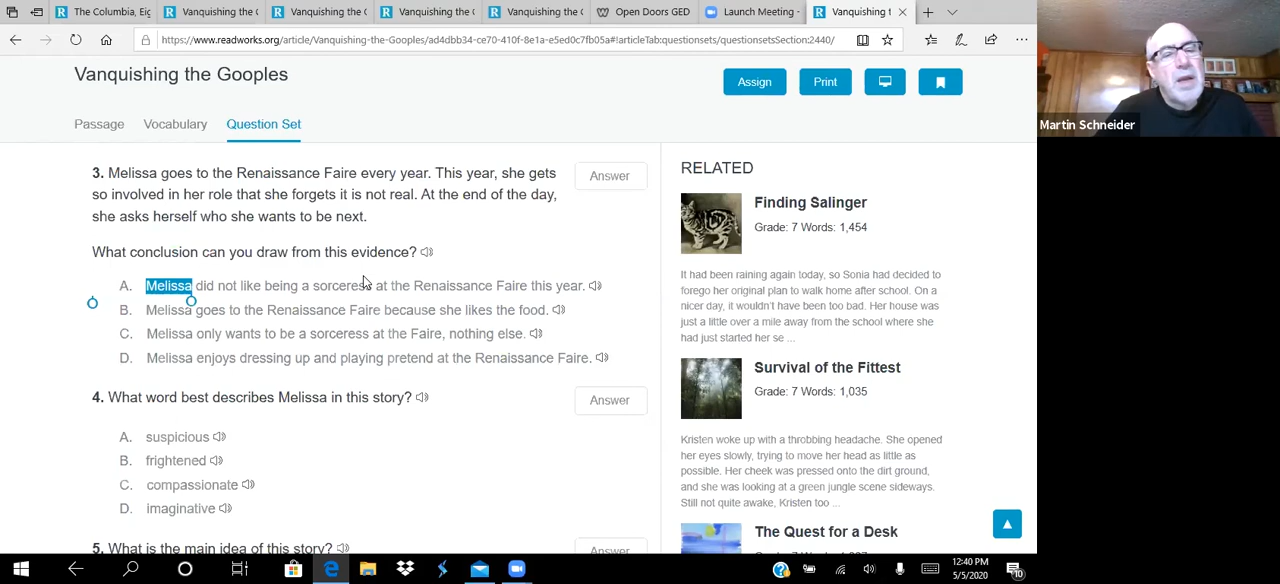 The Columbia, Eig
Vanquishing the (
Vanquishing the (
Vanquishing the (
Vanquishing the (
Open Doors GED
Launch Meeting -
Vanquishing t
https://www.readworks.org/article/Vanquishing-the-Gooples/ad4dbb34-ce70-410f-8e1a-e5ed0c7fb05a#!articleTab:questionsets/questionsetsSection:2440/
Vanquishing the Gooples
Assign
Print
Passage
Vocabulary
Question Set
3. Melissa goes to the Renaissance Faire every year. This year, she gets
so involved in her role that she forgets it is not real. At the end of the day,
she asks herself who she wants to be next.
Answer
What conclusion can you draw from this evidence?
A. Melissa did not like being a sorceress at the Renaissance Faire this year.
B. Melissa goes to the Renaissance Faire because she likes the food.
C. Melissa only wants to be a sorceress at the Faire, nothing else.
D. Melissa enjoys dressing up and playing pretend at the Renaissance Faire.
4. What word best describes Melissa in this story?
Answer
A. suspicious
B. frightened
C. compassionate
D. imaginative
5. What is the main idea of this story?
Answer
RELATED
Finding Salinger
Grade: 7 Words: 1,454
It had been raining again today, so Sonia had decided to
forego her original plan to walk home after school. On a
nicer day, it wouldn't have been too bad. Her house was
just a little over a mile away from the school where she
had just started her se ...
Survival of the Fittest
Grade: 7 Words: 1,035
Kristen woke up with a throbbing headache. She opened
her eyes slowly, trying to move her head as little as
possible. Her cheek was pressed onto the dirt ground,
and she was looking at a green jungle scene sideways.
Still not quite awake, Kristen too ...
The Quest for a Desk
Martin Schneider
12:40 PM
5/5/2020
10